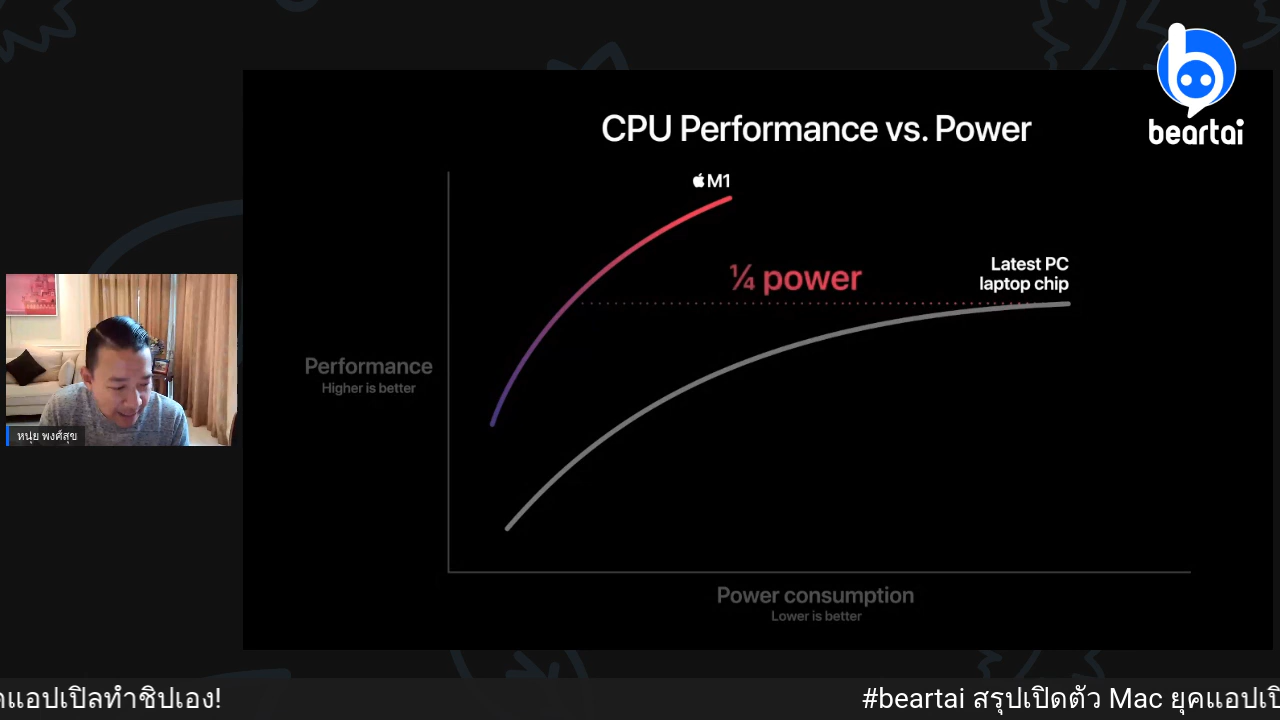 beartai
CPU Performance vs. Power
M1
¼ power
Latest PC
laptop chip
Performance
Higher is better
หนุ่ย พงศ์สุข
Power consumption
Lower is better
คแอปเปิลทำชิปเอง!
#beartai สรุปเปิดตัว Mac ยุคแอปเปิ